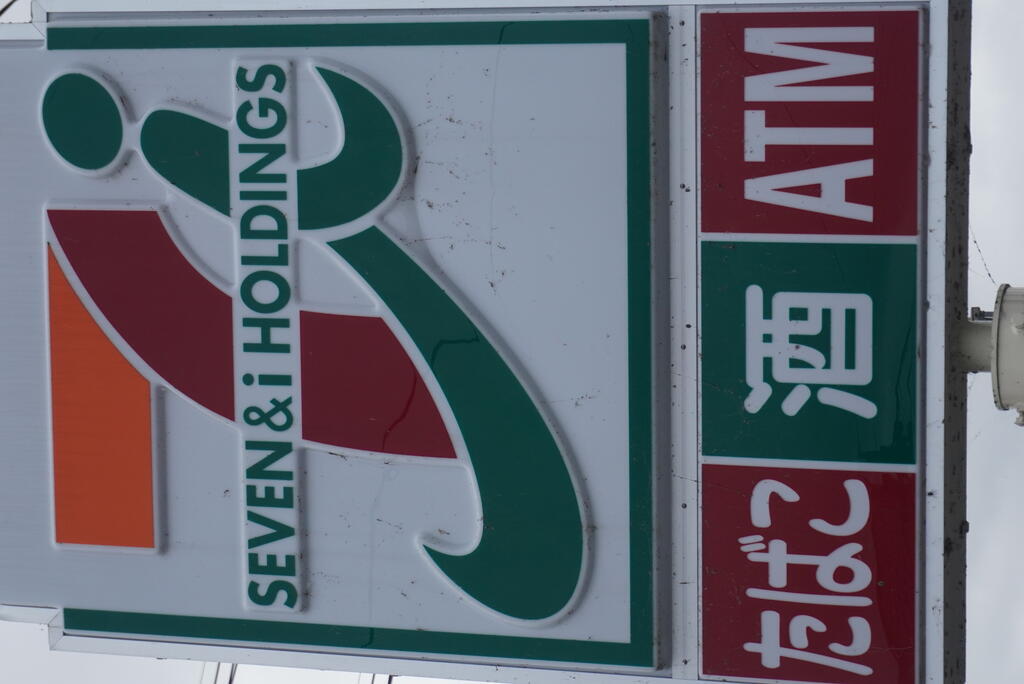 SEVEN & i HOLDINGS
たばこ 酒 ATM